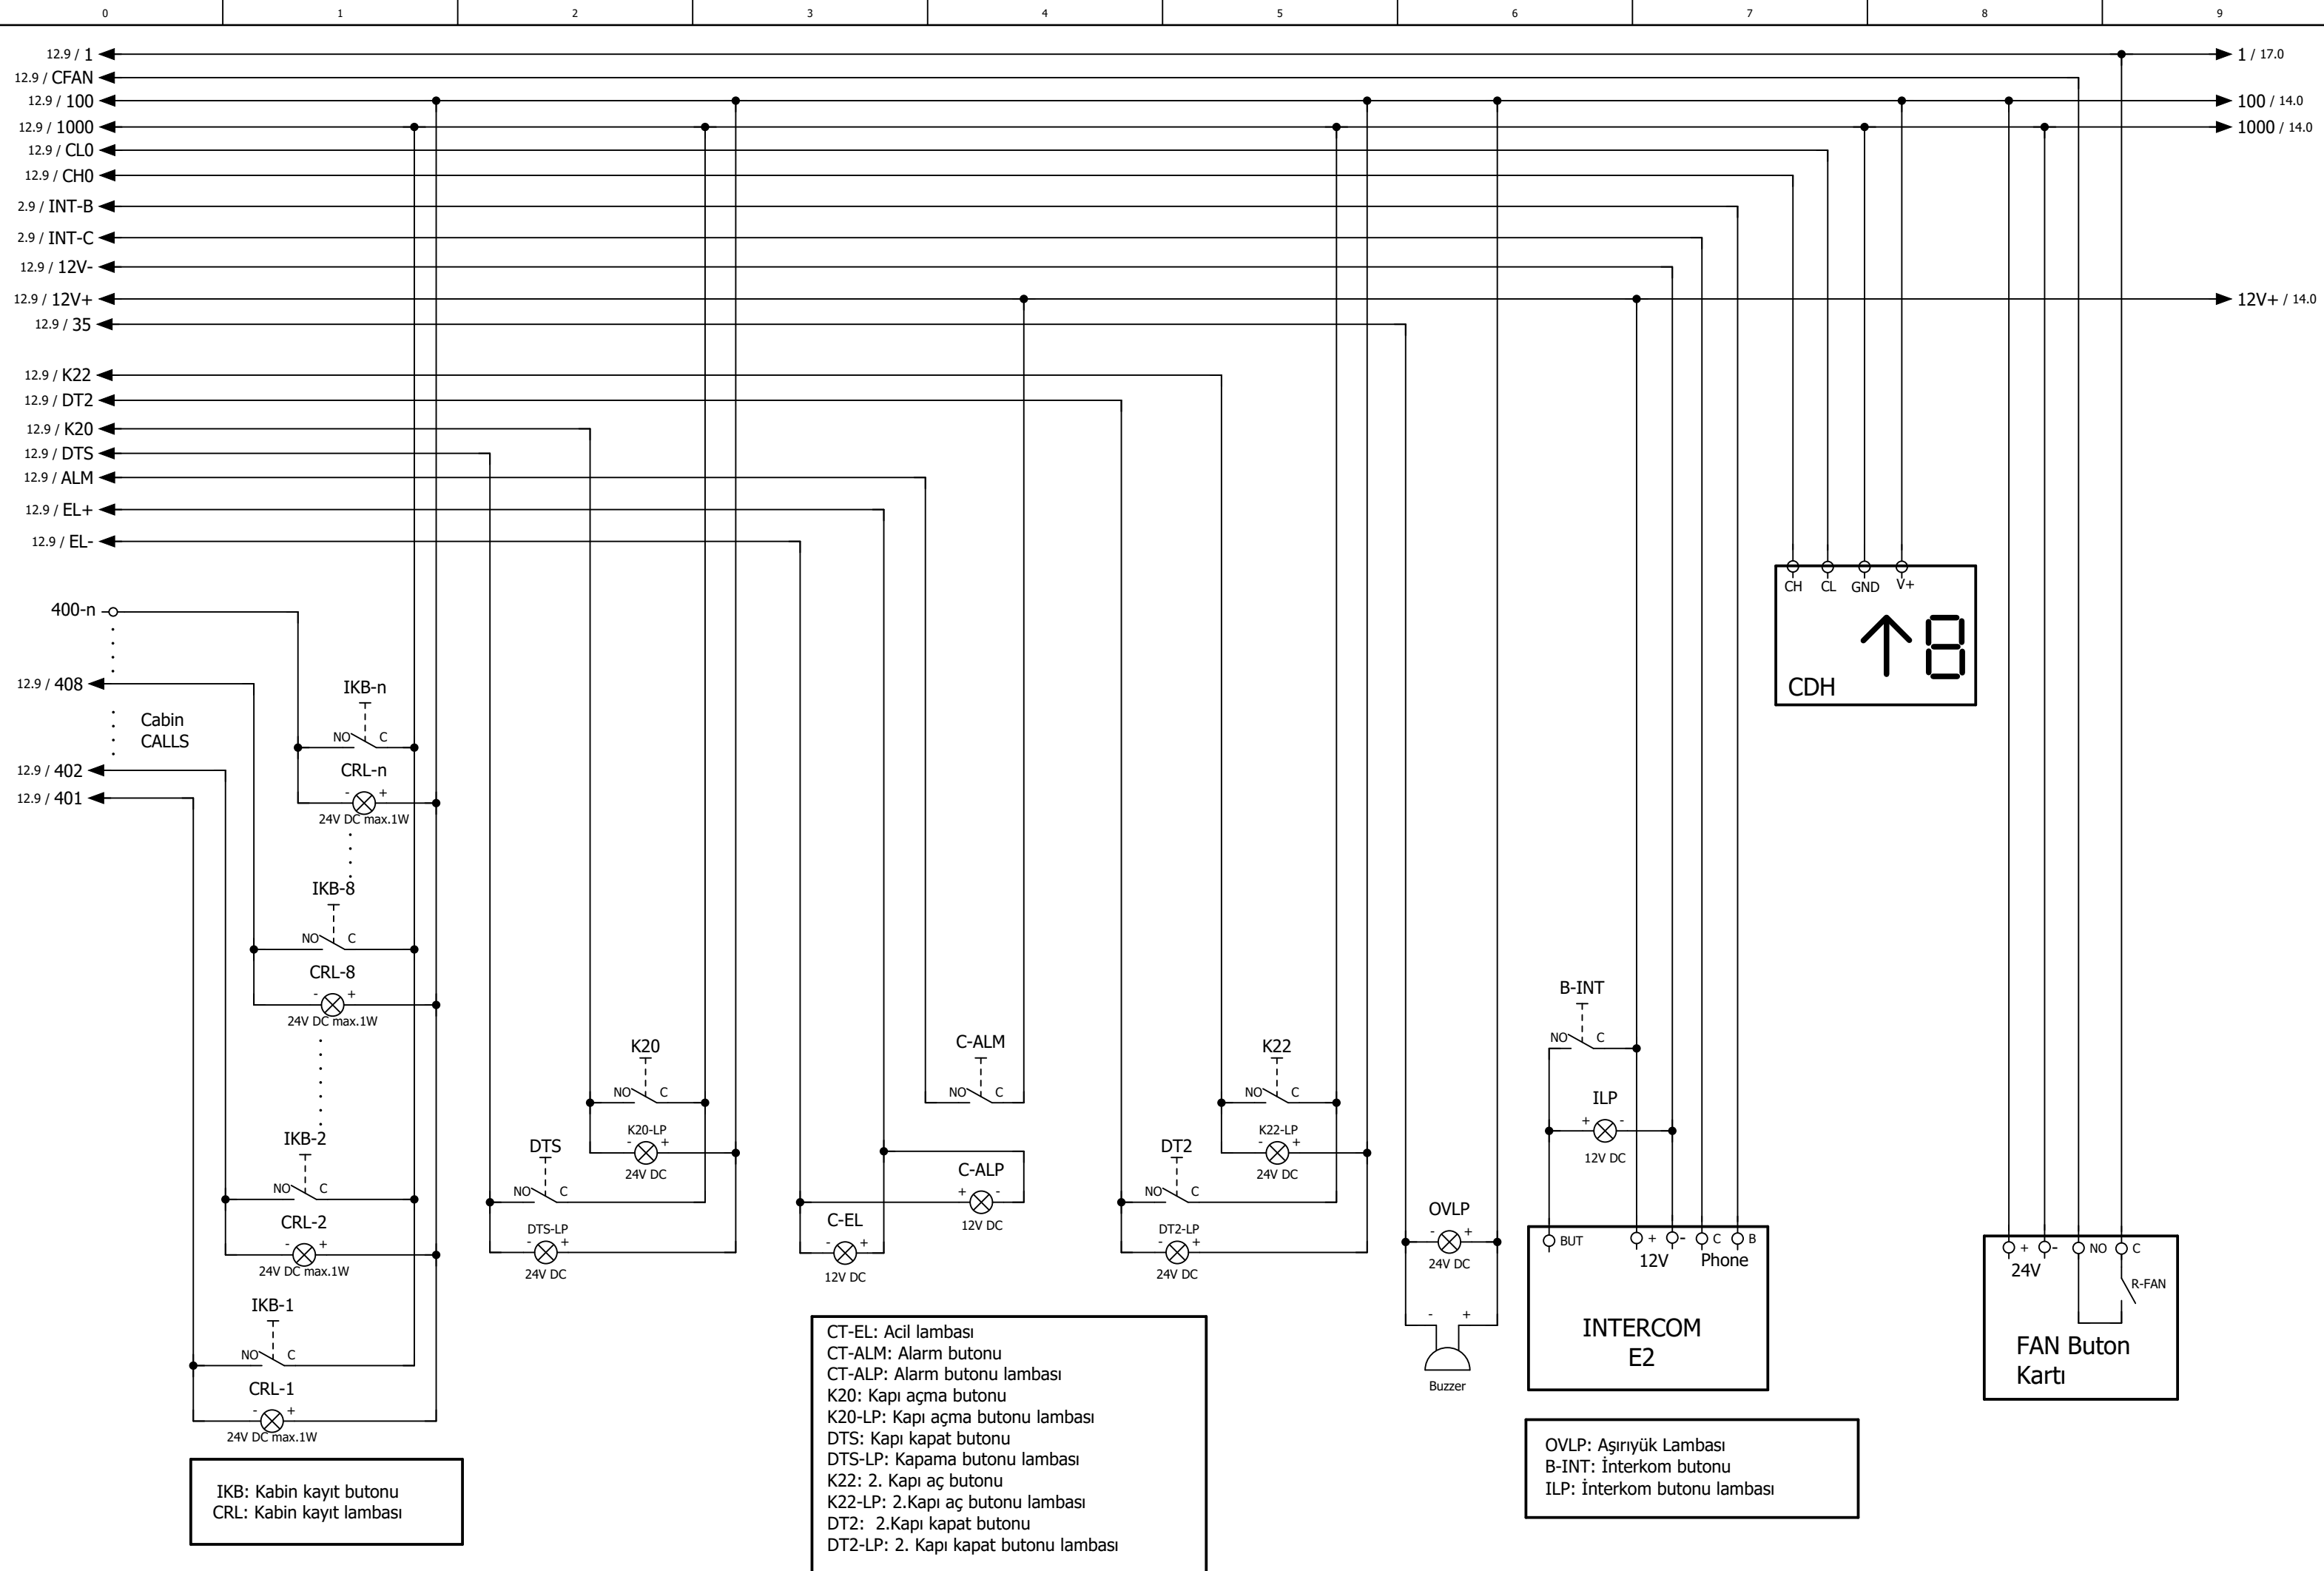 0 1 2 3 4 5 6 7 8 9
12.9 / 1
1 / 17.0
12.9 / CFAN
12.9 / 100
100 / 14.0
12.9 / 1000
1000 / 14.0
12.9 / CL0
12.9 / CH0
2.9 / INT-B
2.9 / INT-C
12.9 / 12V-
12.9 / 12V+
12V+ / 14.0
12.9 / 35
12.9 / K22
12.9 / DT2
12.9 / K20
12.9 / DTS
12.9 / ALM
12.9 / EL+
12.9 / EL-
400-n
12.9 / 408
Cabin
CALLS
12.9 / 402
12.9 / 401
IKB-n
NO C
CRL-n
- +
24V DC max.1W
IKB-8
NO C
CRL-8
- +
24V DC max.1W
IKB-2
NO C
CRL-2
- +
24V DC max.1W
IKB-1
NO C
CRL-1
- +
24V DC max.1W
IKB: Kabin kayıt butonu
CRL: Kabin kayıt lambası
K20
NO C
K20-LP
- +
24V DC
DTS
NO C
DTS-LP
- +
24V DC
C-ALM
NO C
C-ALP
+ -
12V DC
C-EL
- +
12V DC
K22
NO C
K22-LP
- +
24V DC
DT2
NO C
DT2-LP
- +
24V DC
CT-EL: Acil lambası
CT-ALM: Alarm butonu
CT-ALP: Alarm butonu lambası
K20: Kapı açma butonu
K20-LP: Kapı açma butonu lambası
DTS: Kapı kapat butonu
DTS-LP: Kapama butonu lambası
K22: 2. Kapı aç butonu
K22-LP: 2.Kapı aç butonu lambası
DT2: 2.Kapı kapat butonu
DT2-LP: 2. Kapı kapat butonu lambası
OVLP
- +
24V DC
- +
Buzzer
B-INT
NO C
ILP
+ -
12V DC
BUT + - C B
12V Phone
INTERCOM
E2
OVLP: Aşırıyük Lambası
B-INT: İnterkom butonu
ILP: İnterkom butonu lambası
CH CL GND V+
8
CDH
+ - NO C
24V
R-FAN
FAN Buton
Kartı